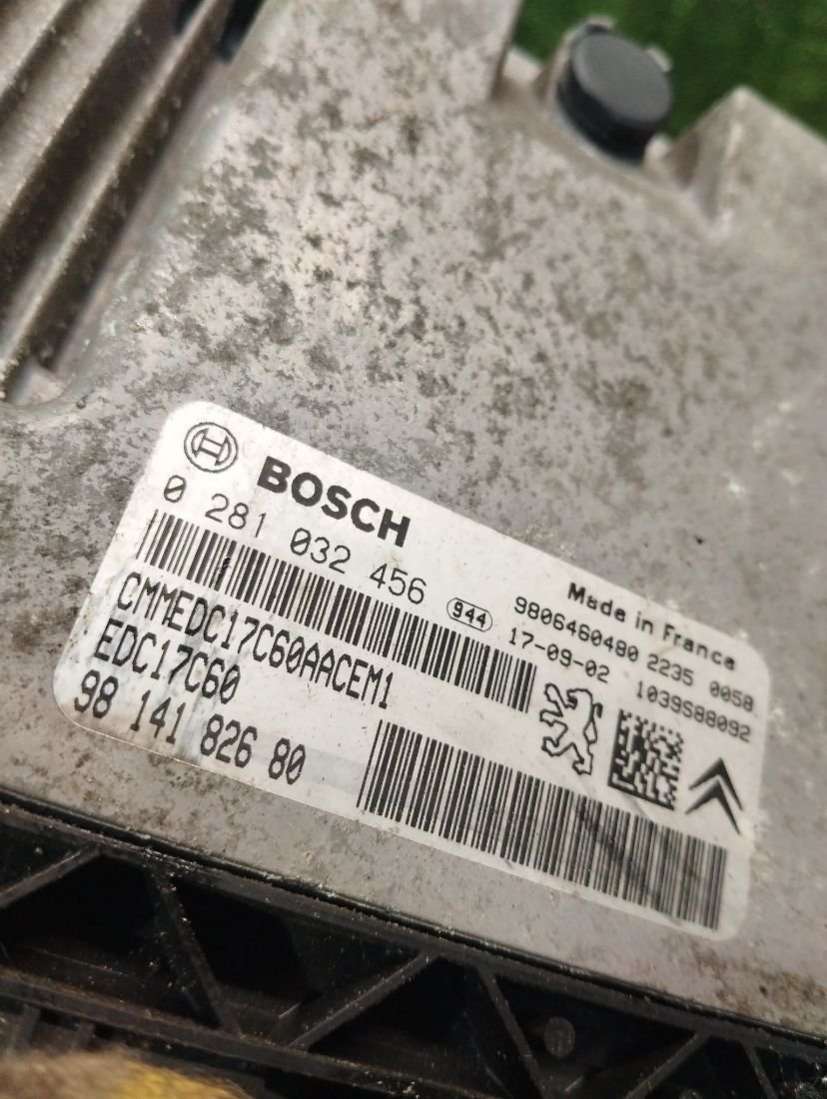 BOSCH
0 281 032 456
944
Made in France
9806460480 2235 0058
17-09-02 1039S88092
CMMEDC17C60AACEM1
EDC17C60
98 141 826 80